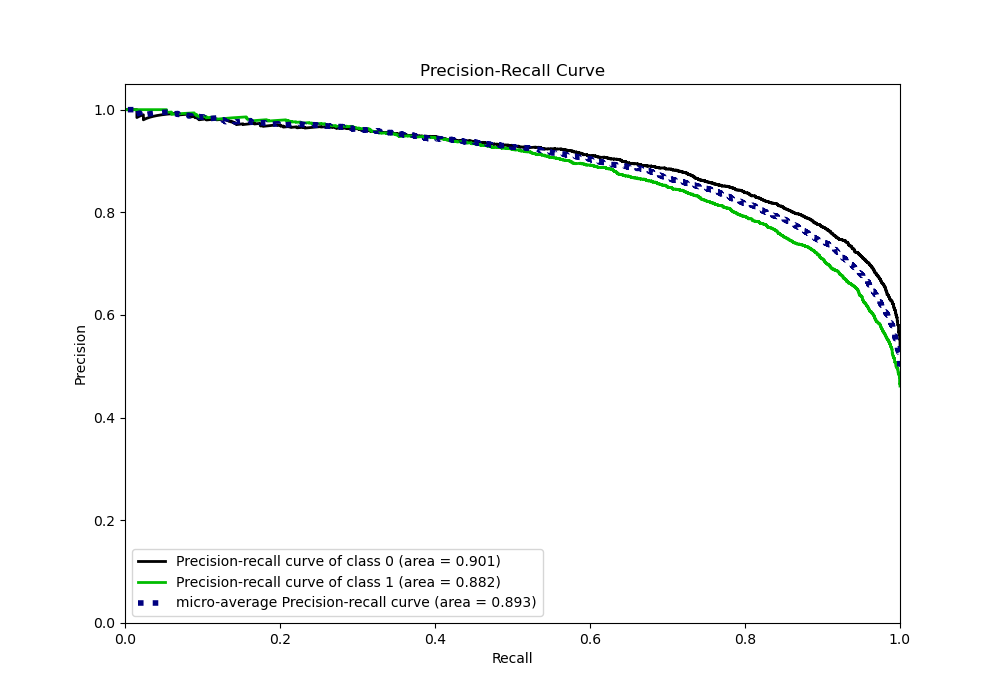 Precision-Recall Curve
1.0
0.8
0.6
0.4
0.2
0.0
Precision
Precision-recall curve of class 0 (area = 0.901)
Precision-recall curve of class 1 (area = 0.882)
micro-average Precision-recall curve (area = 0.893)
0.0 0.2 0.4 0.6 0.8 1.0
Recall